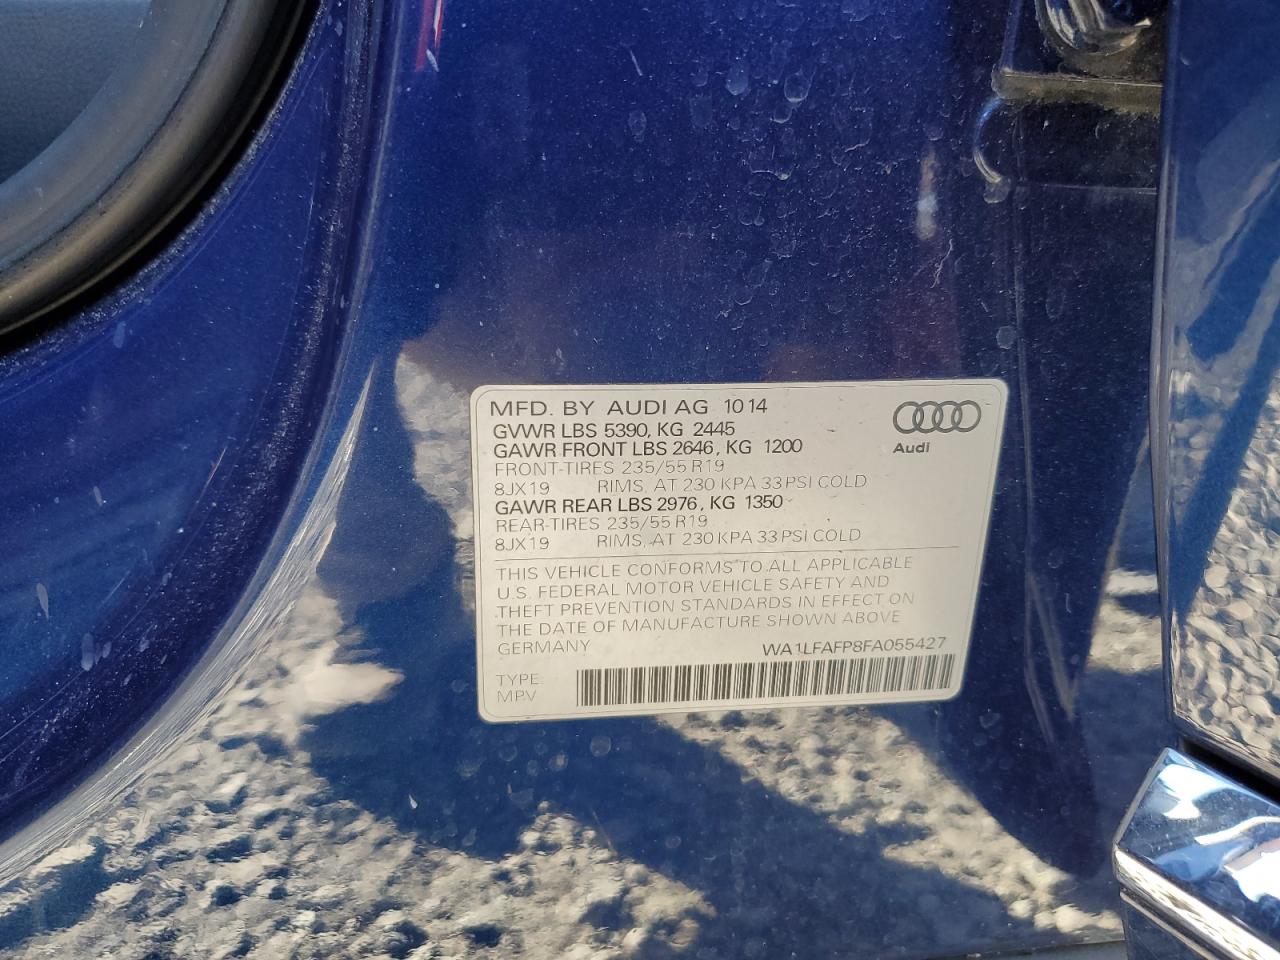 MFD. BY AUDI AG 10 14
GVWR LBS 5390, KG 2445
GAWR FRONT LBS 2646, KG 1200
FRONT-TIRES 235/55 R19
8JX19 RIMS, AT 230 KPA 33 PSI COLD
GAWR REAR LBS 2976, KG 1350
REAR-TIRES 235/55 R19
8JX19 RIMS, AT 230 KPA 33 PSI COLD
Audi
THIS VEHICLE CONFORMS TO ALL APPLICABLE
U.S. FEDERAL MOTOR VEHICLE SAFETY AND
THEFT PREVENTION STANDARDS IN EFFECT ON
THE DATE OF MANUFACTURE SHOWN ABOVE
GERMANY WA1LFAFP8FA055427
TYPE:
MPV